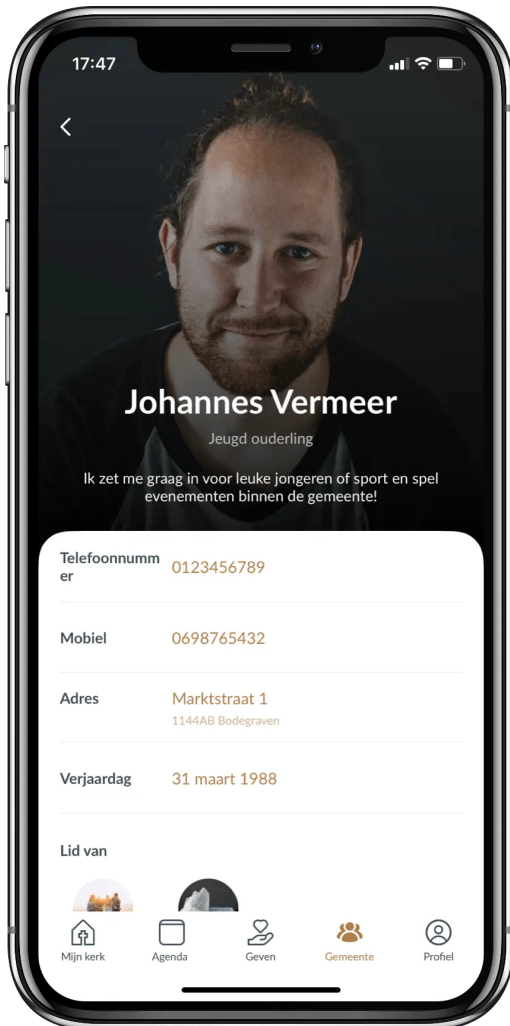 17:47
Johannes Vermeer
Jeugd ouderling
Ik zet me graag in voor leuke jongeren of sport en spel
evenementen binnen de gemeente!
Telefoonnumm
er
0123456789
Mobiel
0698765432
Adres
Marktstraat 1
1144AB Bodegraven
Verjaardag
31 maart 1988
Lid van
Mijn kerk
Agenda
Geven
Gemeente
Profiel